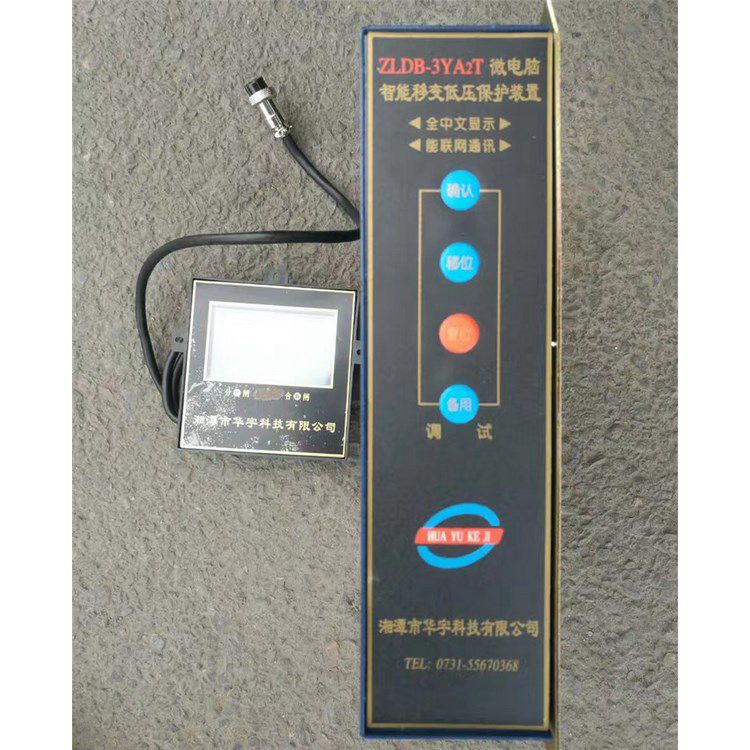 ZLDB-3YA2T 微电脑
智能移变低压保护装置
◀ 全中文显示 ▶
◀ 能联网通讯 ▶
确认
移位
复位
备用
调 试
HUA YU KE JI
湘潭市华宇科技有限公司
TEL: 0731-55670368
分 闸 合 闸
湘潭市华宇科技有限公司